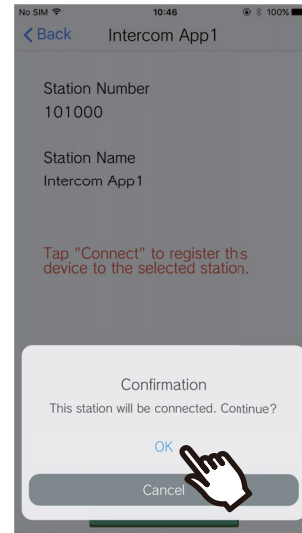 No SIM 10:46 100%
Back Intercom App1
Station Number
101000
Station Name
Intercom App1
Tap "Connect" to register this
device to the selected station.
Confirmation
This station will be connected. Continue?
OK
Cancel